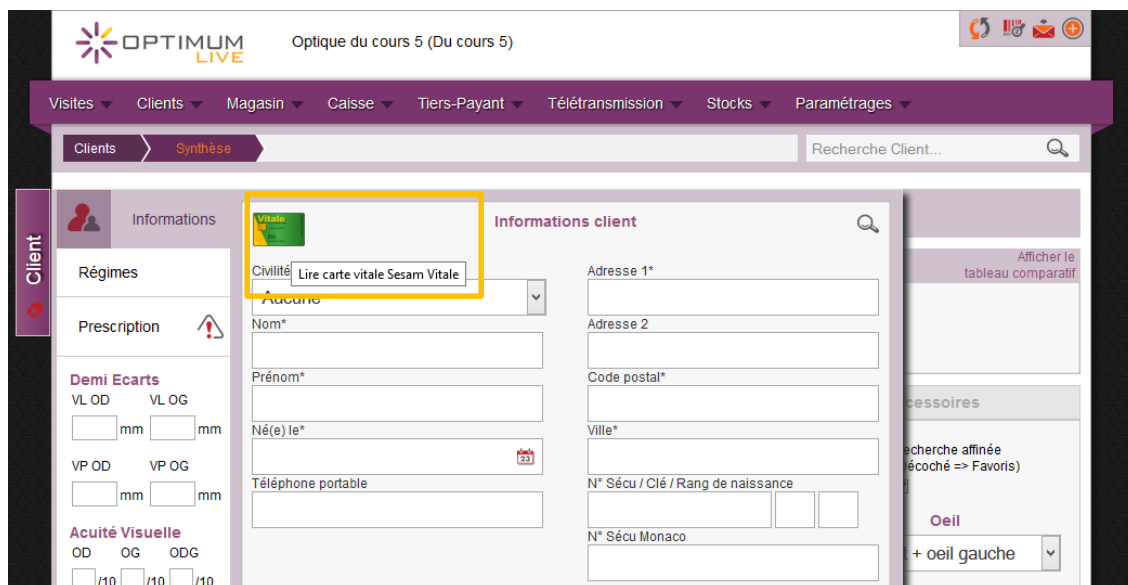 OPTIMUM
LIVE
Optique du cours 5 (Du cours 5)
Visites Clients Magasin Caisse Tiers-Payant Télétransmission Stocks Paramétrages
Clients Synthèse Recherche Client...
Client
Informations
Régimes
Prescription
Demi Ecarts
VL OD VL OG
mm mm
VP OD VP OG
mm mm
Acuité Visuelle
OD OG ODG
/10 /10 /10
Vitale
Informations client
Civilité
Lire carte vitale Sesam Vitale
Aucune
Nom*
Prénom*
Né(e) le*
23
Téléphone portable
Adresse 1*
Adresse 2
Code postal*
Ville*
N° Sécu / Clé / Rang de naissance
N° Sécu Monaco
Afficher le
tableau comparatif
cessoires
echerche affinée
écoché => Favoris)
Oeil
+ oeil gauche